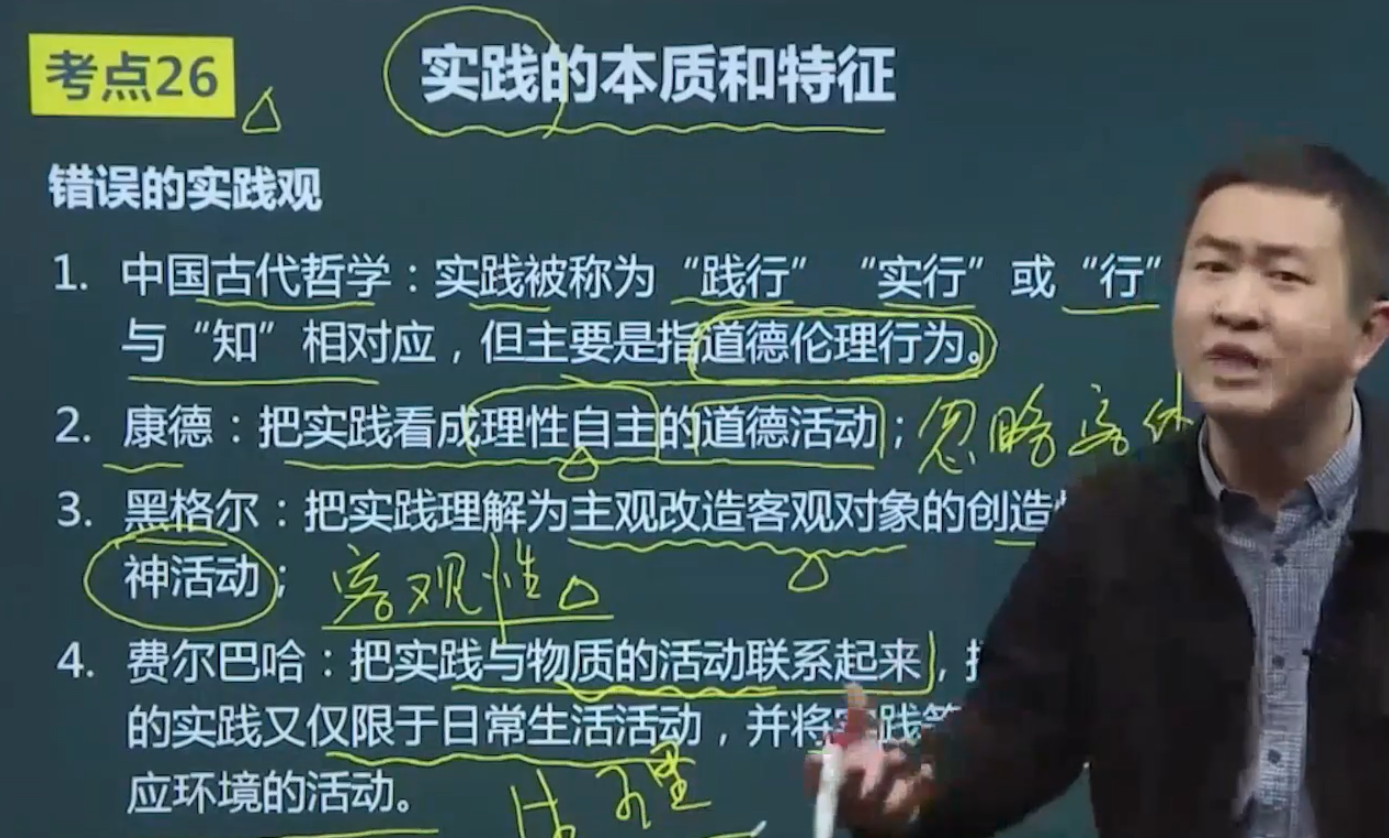 考点26
实践的本质和特征
错误的实践观
1. 中国古代哲学：实践被称为“践行”“实行”或“行”
与“知”相对应，但主要是指道德伦理行为。
2. 康德：把实践看成理性自主的道德活动；忽略客体
3. 黑格尔：把实践理解为主观改造客观对象的创造
神活动；客观性
4. 费尔巴哈：把实践与物质的活动联系起来，
的实践又仅限于日常生活活动，并将实践
应环境的活动。